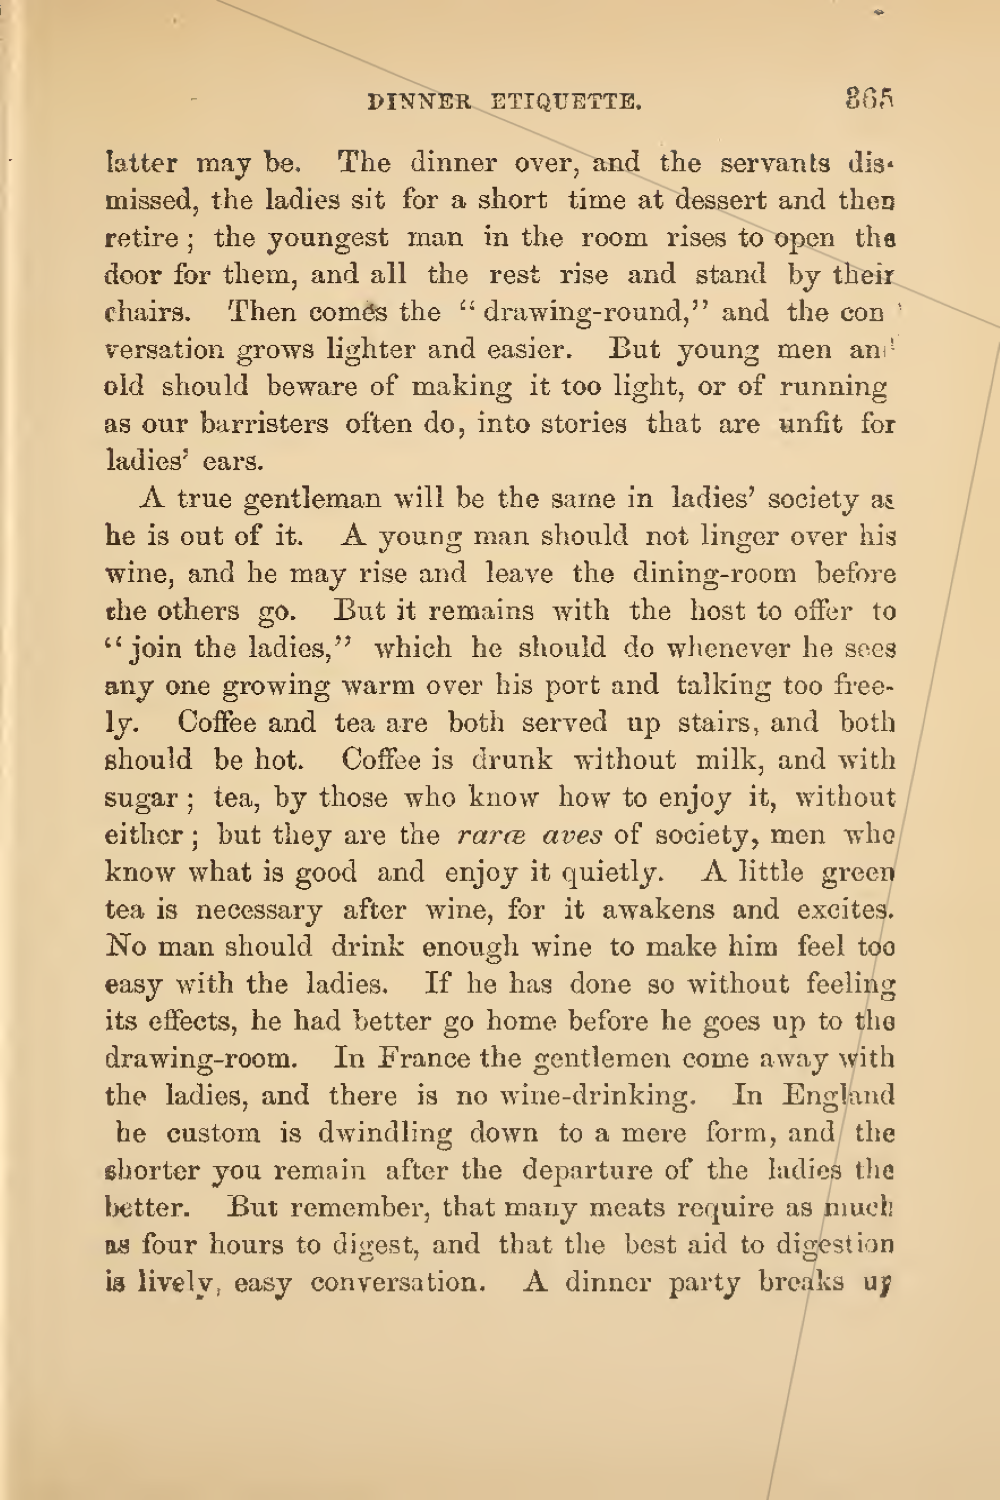 DINNER ETIQUETTE. 365
latter may be. The dinner over, and the servants dis-
missed, the ladies sit for a short time at dessert and then
retire ; the youngest man in the room rises to open the
door for them, and all the rest rise and stand by their
chairs. Then comes the “ drawing-round,” and the con
versation grows lighter and easier. But young men and
old should beware of making it too light, or of running
as our barristers often do, into stories that are unfit for
ladies’ ears.
A true gentleman will be the same in ladies’ society as
he is out of it. A young man should not linger over his
wine, and he may rise and leave the dining-room before
the others go. But it remains with the host to offer to
“ join the ladies,” which he should do whenever he sees
any one growing warm over his port and talking too free-
ly. Coffee and tea are both served up stairs, and both
should be hot. Coffee is drunk without milk, and with
sugar ; tea, by those who know how to enjoy it, without
either ; but they are the raræ aves of society, men who
know what is good and enjoy it quietly. A little green
tea is necessary after wine, for it awakens and excites.
No man should drink enough wine to make him feel too
easy with the ladies. If he has done so without feeling
its effects, he had better go home before he goes up to the
drawing-room. In France the gentlemen come away with
the ladies, and there is no wine-drinking. In England
he custom is dwindling down to a mere form, and the
shorter you remain after the departure of the ladies the
better. But remember, that many meats require as much
as four hours to digest, and that the best aid to digestion
is lively, easy conversation. A dinner party breaks up